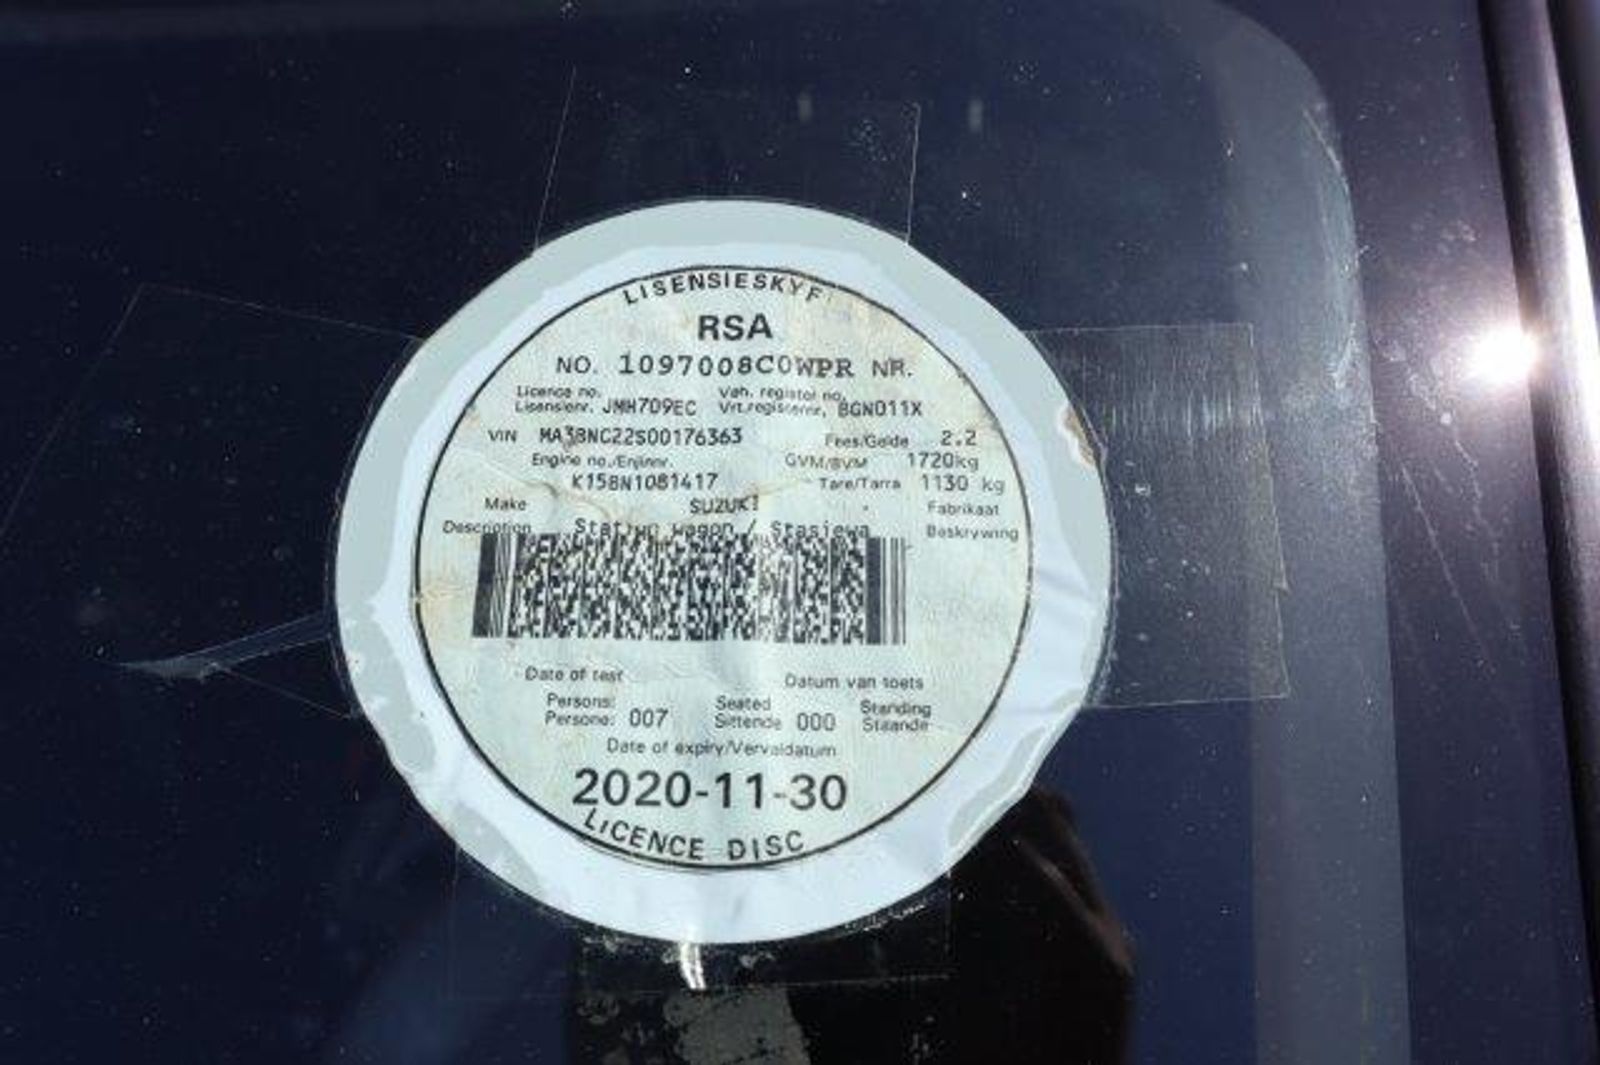 LISENSIESKYF
RSA
NO. 1097008C0WPR NR.
Licence no. Veh. register no.
Lisensienr. JMH709EC Vrt.registernr. BGN011X
VIN MA3BNC22S00176363 Fees/Gelde 2.2
Engine no./Enjinnr. GVM/BVM 1720kg
K15BN1081417 Tare/Tarra 1130 kg
Make SUZUKI Fabrikaat
Description Station wagon / Stasiewa Beskrywing
Date of test Datum van toets
Persons: Seated Standing
Persone: 007 Sittende 000 Staande
Date of expiry/Vervaldatum
2020-11-30
LICENCE DISC